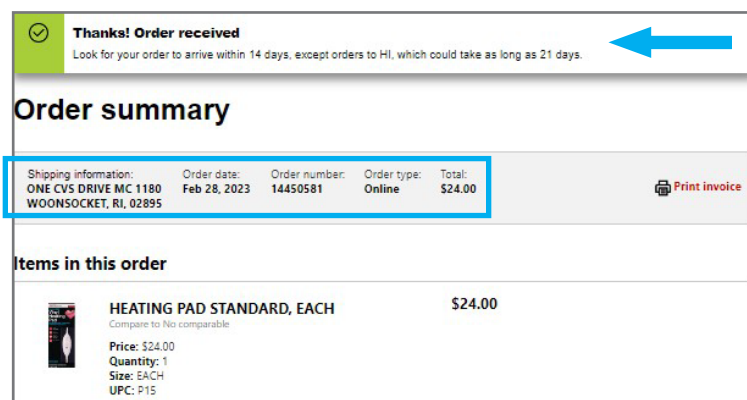 Thanks! Order received
Look for your order to arrive within 14 days, except orders to HI, which could take as long as 21 days.
Order summary
Shipping information:
ONE CVS DRIVE MC 1180
WOONSOCKET, RI, 02895
Order date:
Feb 28, 2023
Order number:
14450581
Order type:
Online
Total:
$24.00
Print invoice
Items in this order
HEATING PAD STANDARD, EACH
$24.00
Compare to No comparable
Price: $24.00
Quantity: 1
Size: EACH
UPC: P15